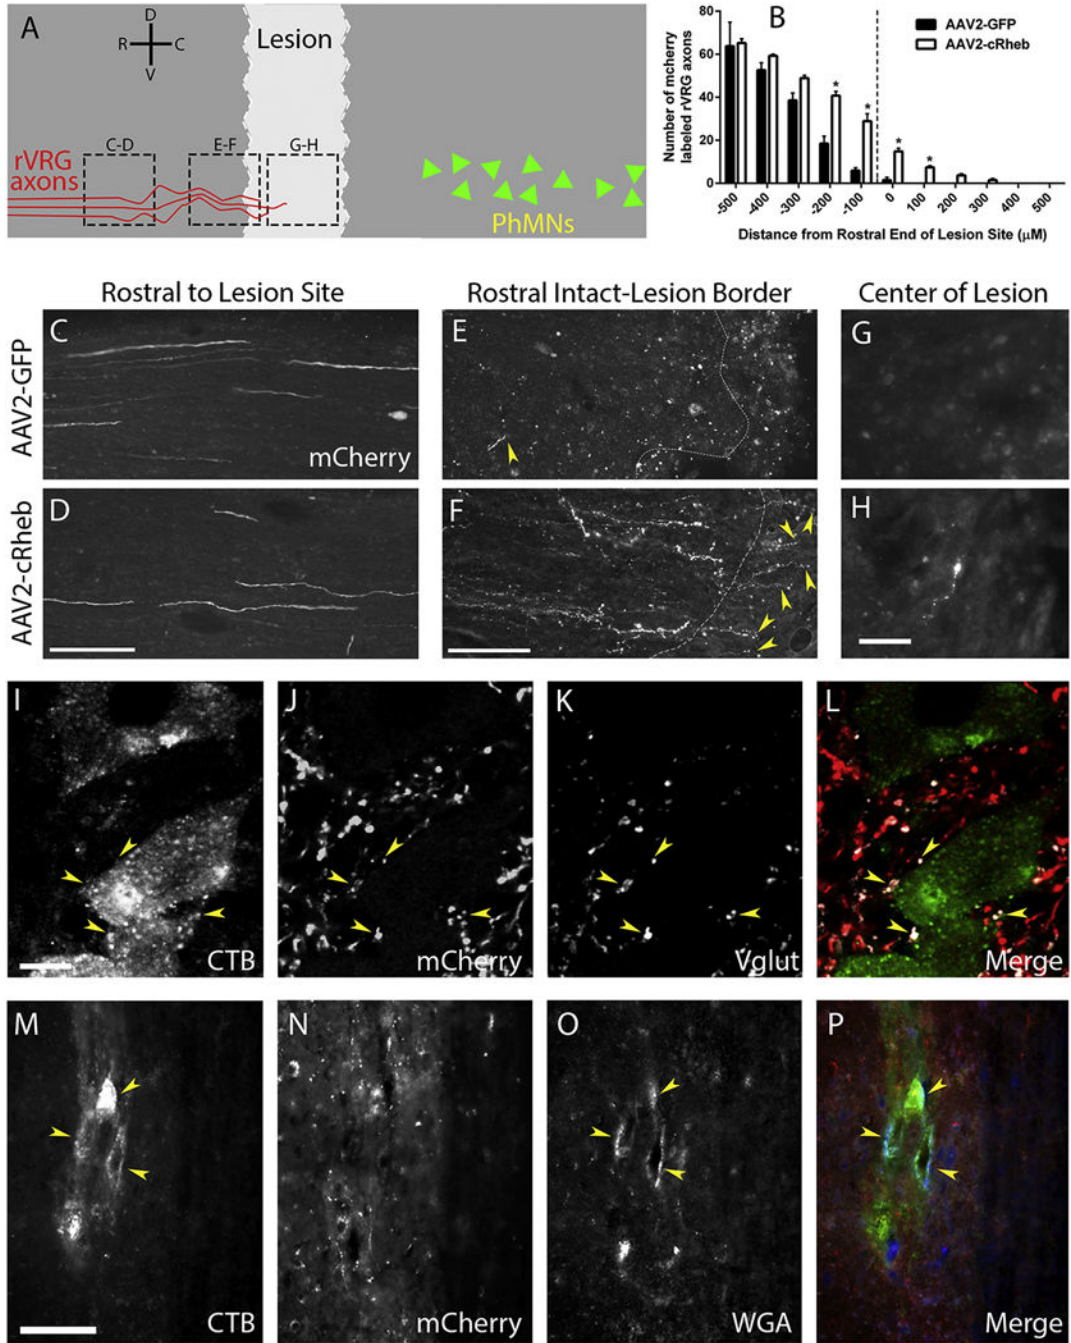 A
D
R C
V
Lesion
C-D
E-F
G-H
rVRG
axons
PhMNs
B
AAV2-GFP
AAV2-cRheb
Number of mcherry
labeled rVRG axons
80
60
40
20
0
* * * *
-500 -400 -300 -200 -100 0 100 200 300 400 500
Distance from Rostral End of Lesion Site (μM)
Rostral to Lesion Site
Rostral Intact-Lesion Border
Center of Lesion
AAV2-GFP
C
mCherry
E
G
AAV2-cRheb
D
F
H
I
CTB
J
mCherry
K
Vglut
L
Merge
M
CTB
N
mCherry
O
WGA
P
Merge